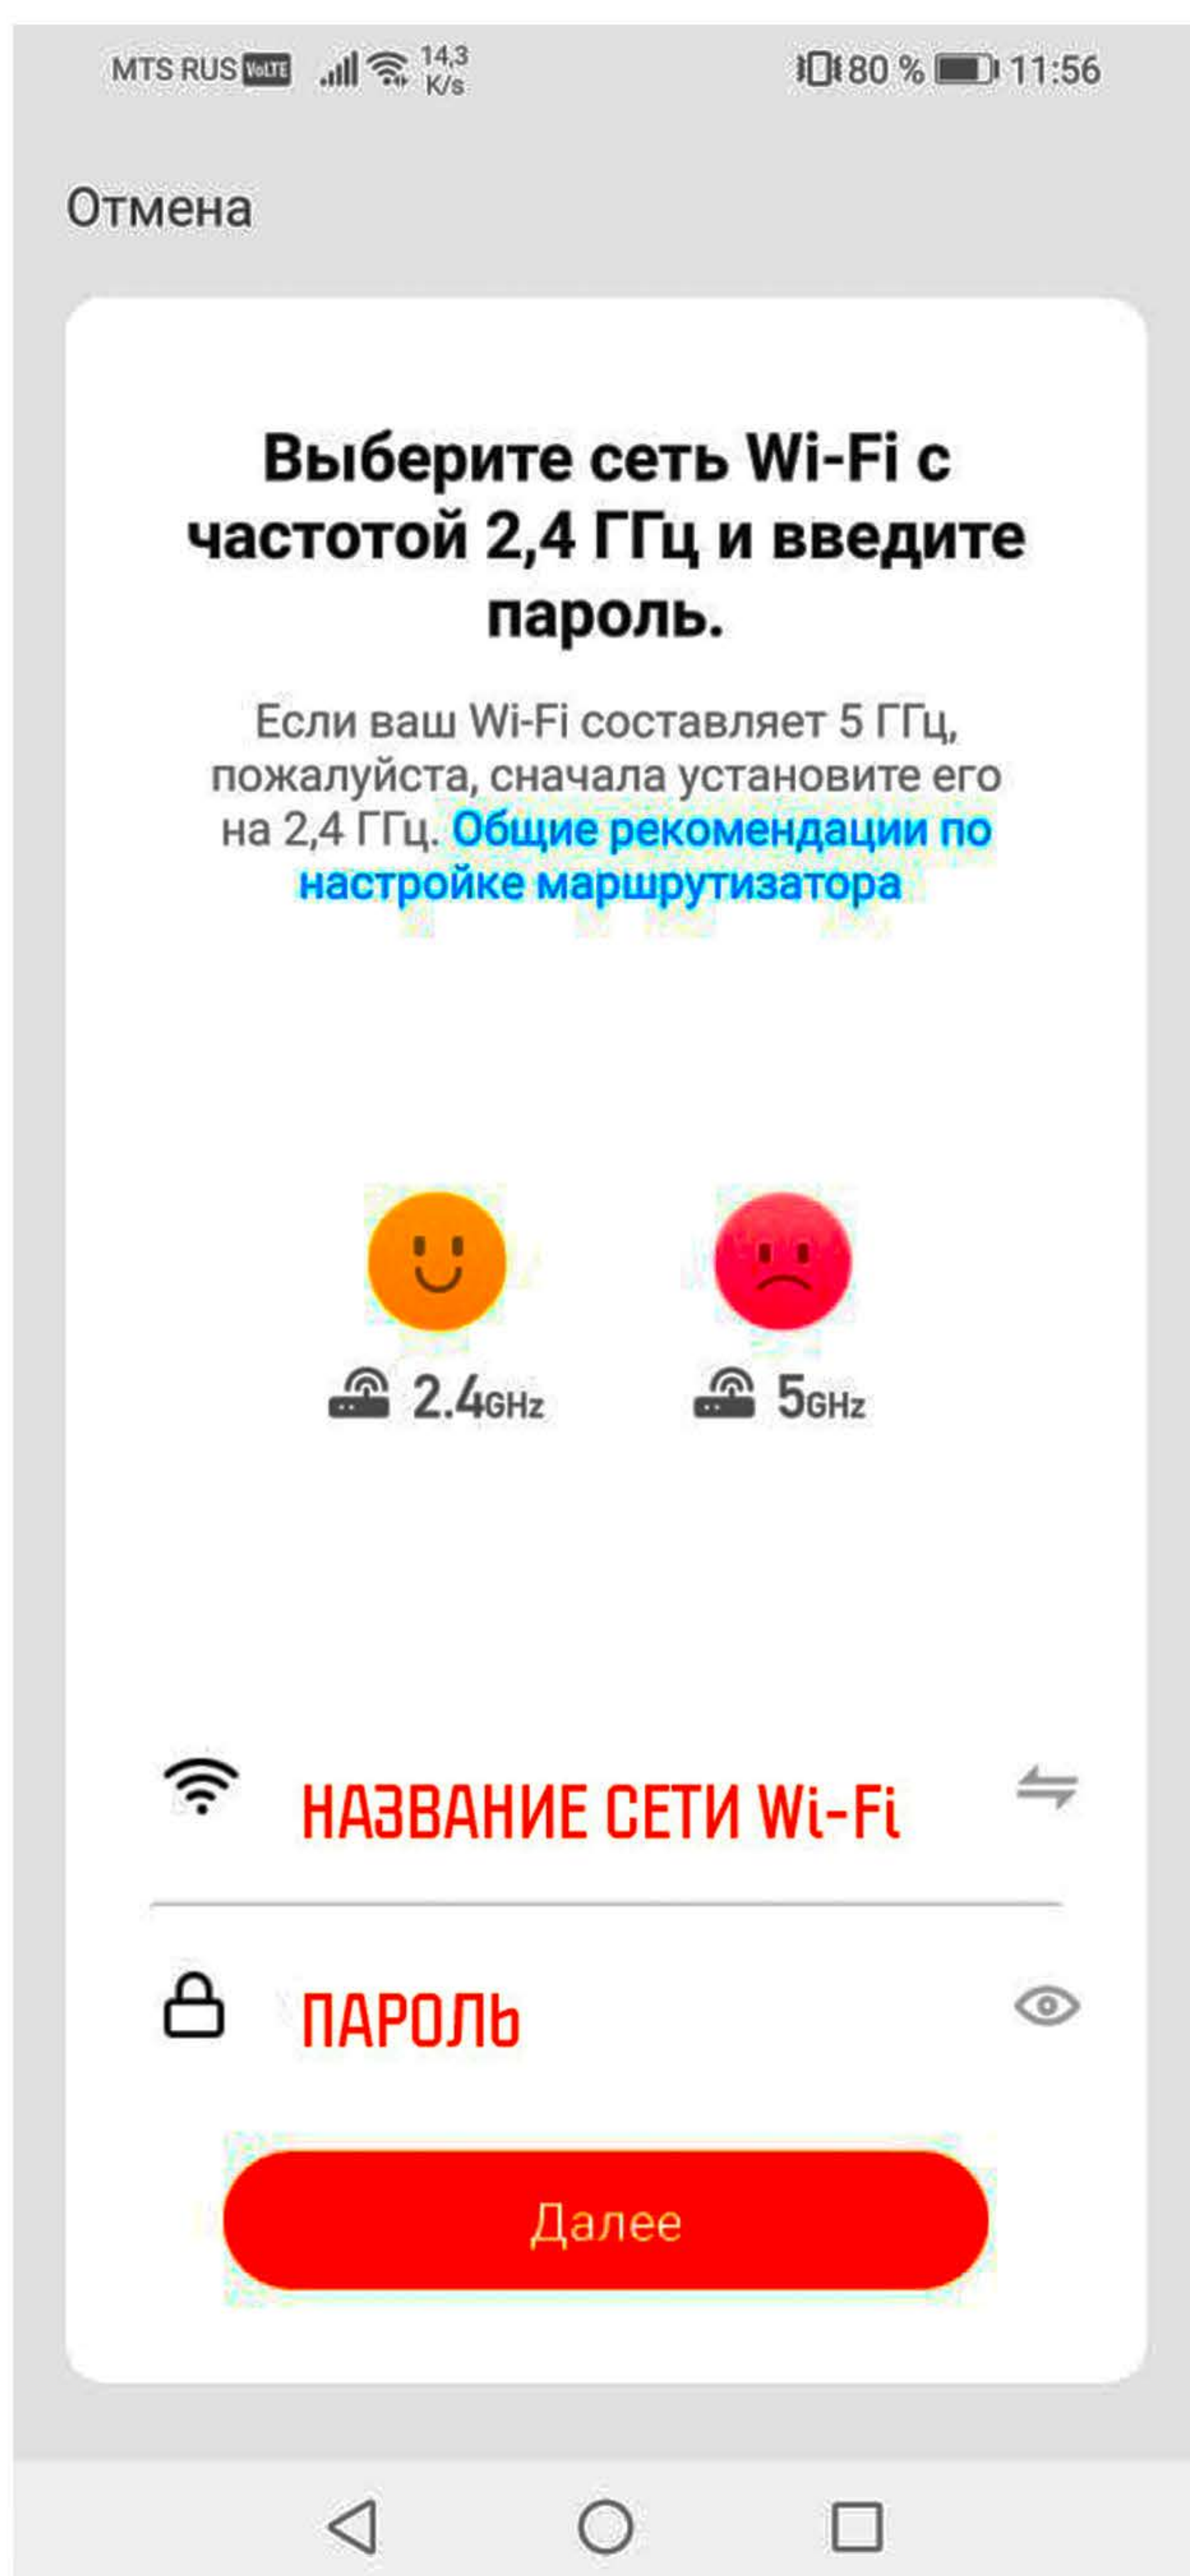 MTS RUS VoLTE 14,3 K/s 80 % 11:56
Отмена
Выберите сеть Wi-Fi с
частотой 2,4 ГГц и введите
пароль.
Если ваш Wi-Fi составляет 5 ГГц,
пожалуйста, сначала установите его
на 2,4 ГГц. Общие рекомендации по
настройке маршрутизатора
2.4GHz 5GHz
НАЗВАНИЕ СЕТИ Wi-Fi
ПАРОЛЬ
Далее